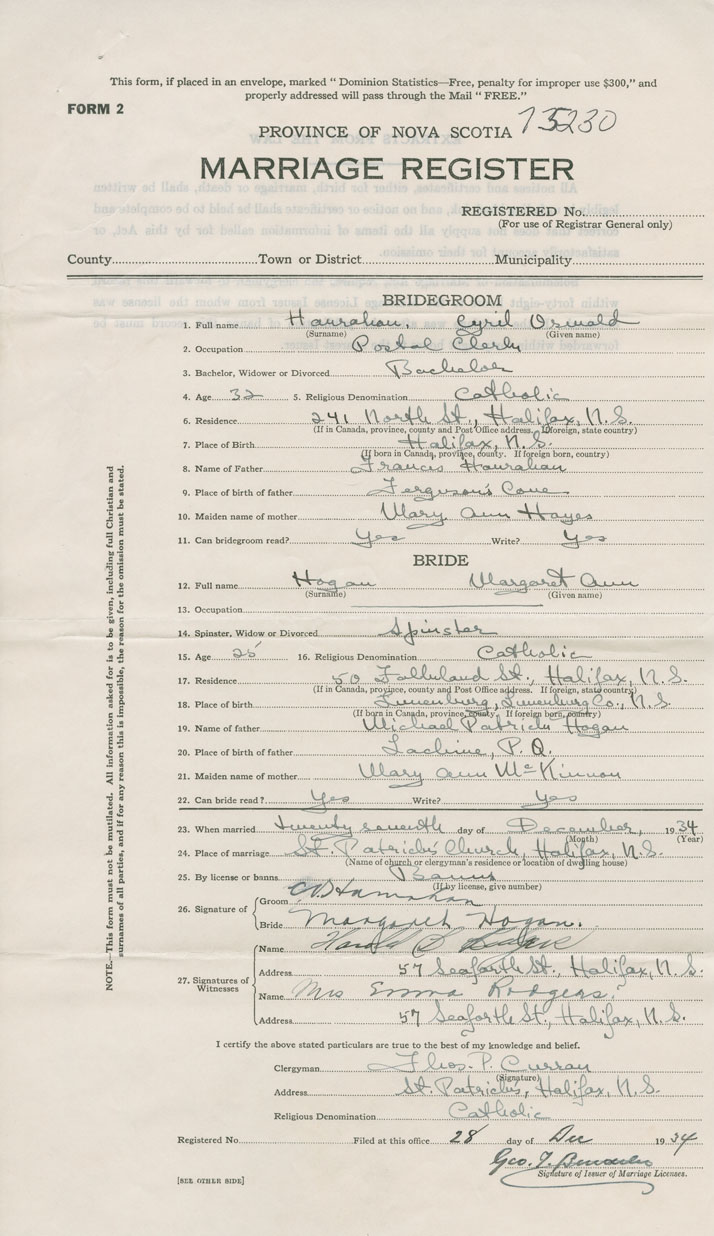 This form, if placed in an envelope, marked " Dominion Statistics—Free, penalty for improper use $300," and
properly addressed will pass through the Mail " FREE."
FORM 2
PROVINCE OF NOVA SCOTIA 75230
MARRIAGE REGISTER
REGISTERED No.
(For use of Registrar General only)
County Town or District Municipality
BRIDEGROOM
1. Full name Hanrahan, Cyril Oswald
(Surname) (Given name)
2. Occupation Postal Clerk
3. Bachelor, Widower or Divorced Bachelor
4. Age 32 5. Religious Denomination Catholic
6. Residence 241 North St., Halifax, N.S.
(If in Canada, province, county and Post Office address. If foreign, state country)
7. Place of Birth Halifax, N.S.
(If born in Canada, province, county. If foreign born, country)
8. Name of Father Francis Hanrahan
9. Place of birth of father Ferguson's Cove
10. Maiden name of mother Mary Ann Hayes
11. Can bridegroom read? Yes Write? Yes
BRIDE
12. Full name Hogan Margaret Ann
(Surname) (Given name)
13. Occupation
14. Spinster, Widow or Divorced Spinster
15. Age 25 16. Religious Denomination Catholic
17. Residence 50 Falkland St., Halifax, N.S.
(If in Canada, province, county and Post Office address. If foreign, state country)
18. Place of birth Lunenburg, Lunenburg Co., N.S.
(If born in Canada, province, county. If foreign born, country)
19. Name of father Michael Patrick Hogan
20. Place of birth of father Lachine, P.Q.
21. Maiden name of mother Mary Ann McKinnon
22. Can bride read? Yes Write? Yes
23. When married twenty seventh day of December, 1934
(Month) (Year)
24. Place of marriage St. Patrick's Church, Halifax, N.S.
(Name of church or clergyman's residence or location of dwelling house)
25. By license or banns Banns
(If by license, give number)
26. Signature of Groom C.O. Hanrahan
Bride Margaret Hogan.
27. Signatures of Witnesses
Name Harold
Address 57 Seaforth St., Halifax, N.S.
Name Mrs Emma Rodgers.
Address 57 Seaforth St., Halifax, N.S.
I certify the above stated particulars are true to the best of my knowledge and belief.
Clergyman Thos. P. Curran
(Signature)
Address St. Patrick's, Halifax, N.S.
Religious Denomination Catholic
Registered No. Filed at this office 28 day of Dec 1934
Geo. T.
Signature of Issuer of Marriage Licenses.
[SEE OTHER SIDE]
NOTE.—This form must not be mutilated. All information asked for is to be given, including full Christian and
surnames of all parties, and if for any reason this is impossible, the reason for the omission must be stated.